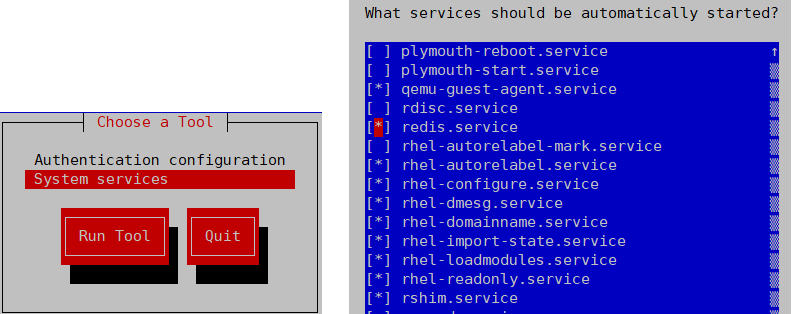 Choose a Tool
Authentication configuration
System services
Run Tool
Quit
What services should be automatically started?
[ ] plymouth-reboot.service
[ ] plymouth-start.service
[*] qemu-guest-agent.service
[ ] rdisc.service
[*] redis.service
[ ] rhel-autorelabel-mark.service
[*] rhel-autorelabel.service
[*] rhel-configure.service
[*] rhel-dmesg.service
[*] rhel-domainname.service
[*] rhel-import-state.service
[*] rhel-loadmodules.service
[*] rhel-readonly.service
[*] rshim.service